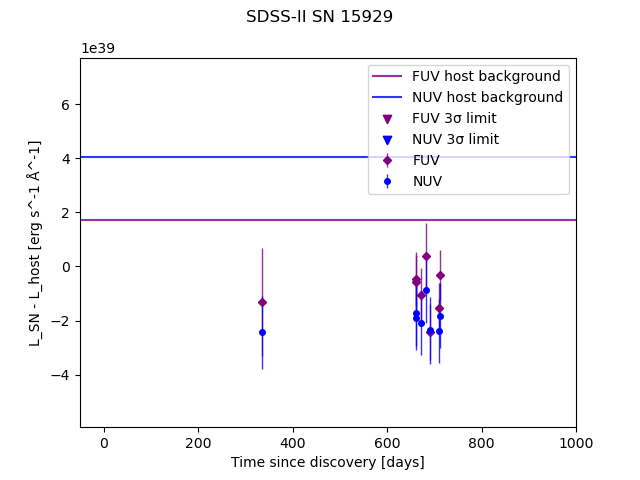 SDSS-II SN 15929
1e39
FUV host background
NUV host background
FUV 3σ limit
NUV 3σ limit
FUV
NUV
6
4
2
0
−2
−4
L_SN - L_host [erg s^-1 Å^-1]
0 200 400 600 800 1000
Time since discovery [days]